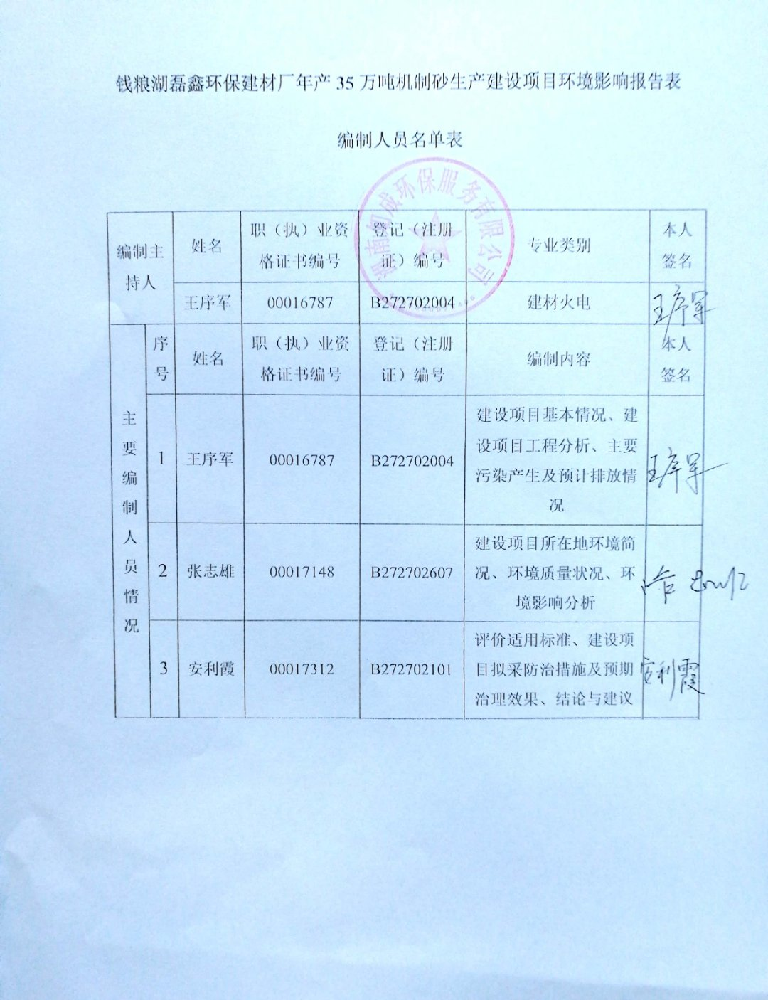 钱粮湖磊鑫环保建材厂年产 35 万吨机制砂生产建设项目环境影响报告表
编制人员名单表
成环保服务有限公司
编制主
持人
姓名
职（执）业资
格证书编号
登记（注册
证）编号
专业类别
本人
签名
王序军
00016787
B272702004
建材火电
王序军
主要编制人员情况
序
号
姓名
职（执）业资
格证书编号
登记（注册
证）编号
编制内容
本人
签名
1
王序军
00016787
B272702004
建设项目基本情况、建
设项目工程分析、主要
污染产生及预计排放情
况
王序军
2
张志雄
00017148
B272702607
建设项目所在地环境简
况、环境质量状况、环
境影响分析
3
安利霞
00017312
B272702101
评价适用标准、建设项
目拟采防治措施及预期
治理效果、结论与建议
安利霞